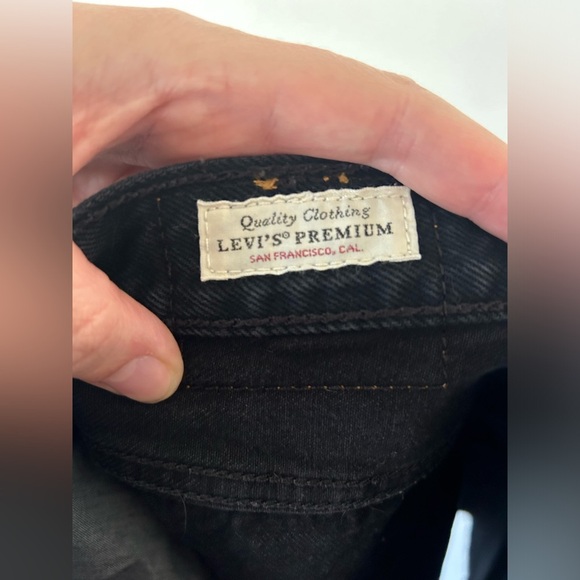 Quality Clothing
LEVI'S® PREMIUM
SAN FRANCISCO, CAL.